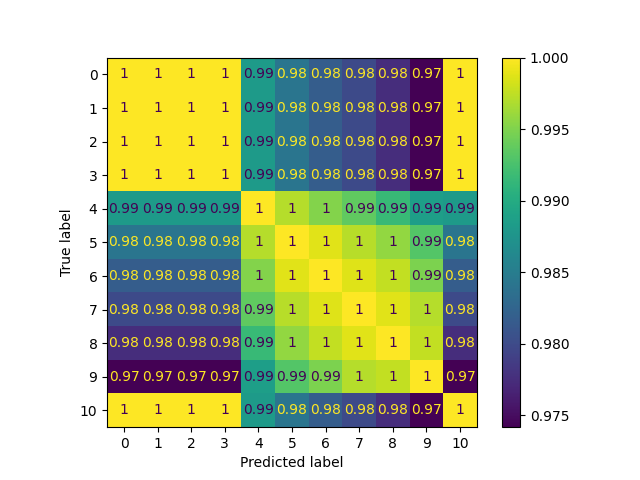 0 1 1 1 1 0.99 0.98 0.98 0.98 0.98 0.97 1
1 1 1 1 1 0.99 0.98 0.98 0.98 0.98 0.97 1
2 1 1 1 1 0.99 0.98 0.98 0.98 0.98 0.97 1
3 1 1 1 1 0.99 0.98 0.98 0.98 0.98 0.97 1
4 0.99 0.99 0.99 0.99 1 1 1 0.99 0.99 0.99 0.99
5 0.98 0.98 0.98 0.98 1 1 1 1 1 0.99 0.98
6 0.98 0.98 0.98 0.98 1 1 1 1 1 0.99 0.98
7 0.98 0.98 0.98 0.98 0.99 1 1 1 1 1 0.98
8 0.98 0.98 0.98 0.98 0.99 1 1 1 1 1 0.98
9 0.97 0.97 0.97 0.97 0.99 0.99 0.99 1 1 1 0.97
10 1 1 1 1 0.99 0.98 0.98 0.98 0.98 0.97 1
0 1 2 3 4 5 6 7 8 9 10
Predicted label
True label
1.000
0.995
0.990
0.985
0.980
0.975